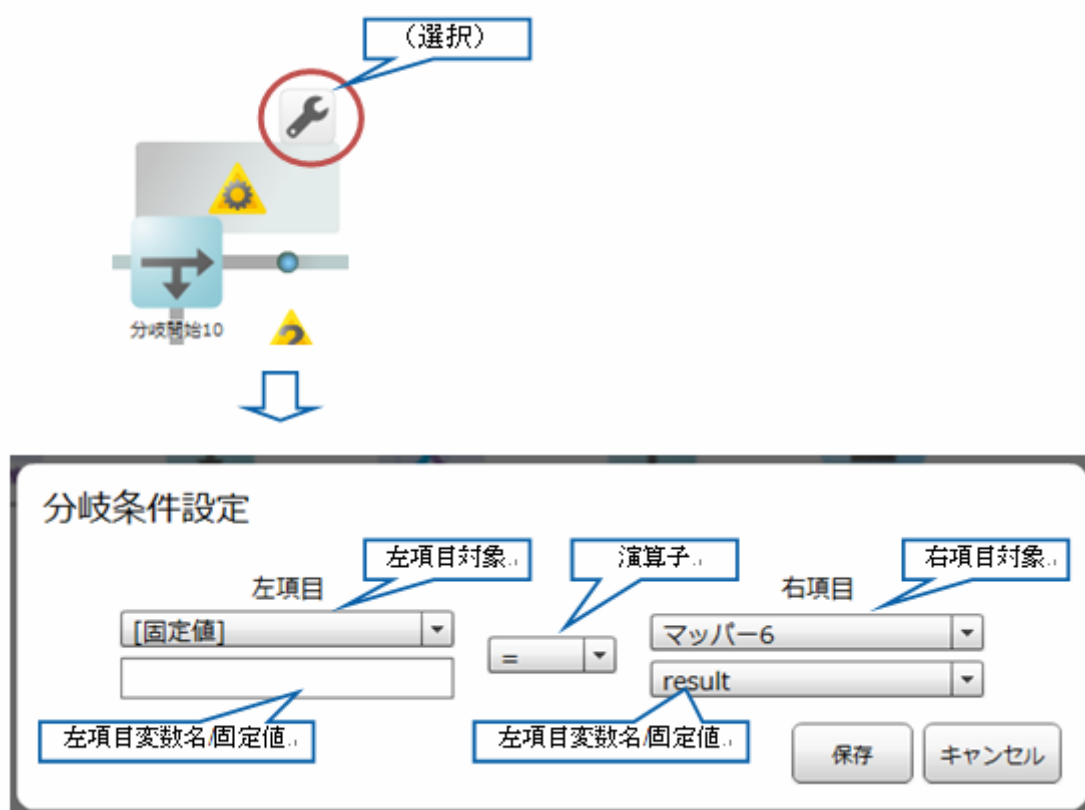 （選択）
分岐開始10
?
分岐条件設定
左項目対象
演算子
右項目対象
左項目
右項目
[固定値]
=
マッパー6
result
左項目変数名/固定値
左項目変数名/固定値
保存
キャンセル